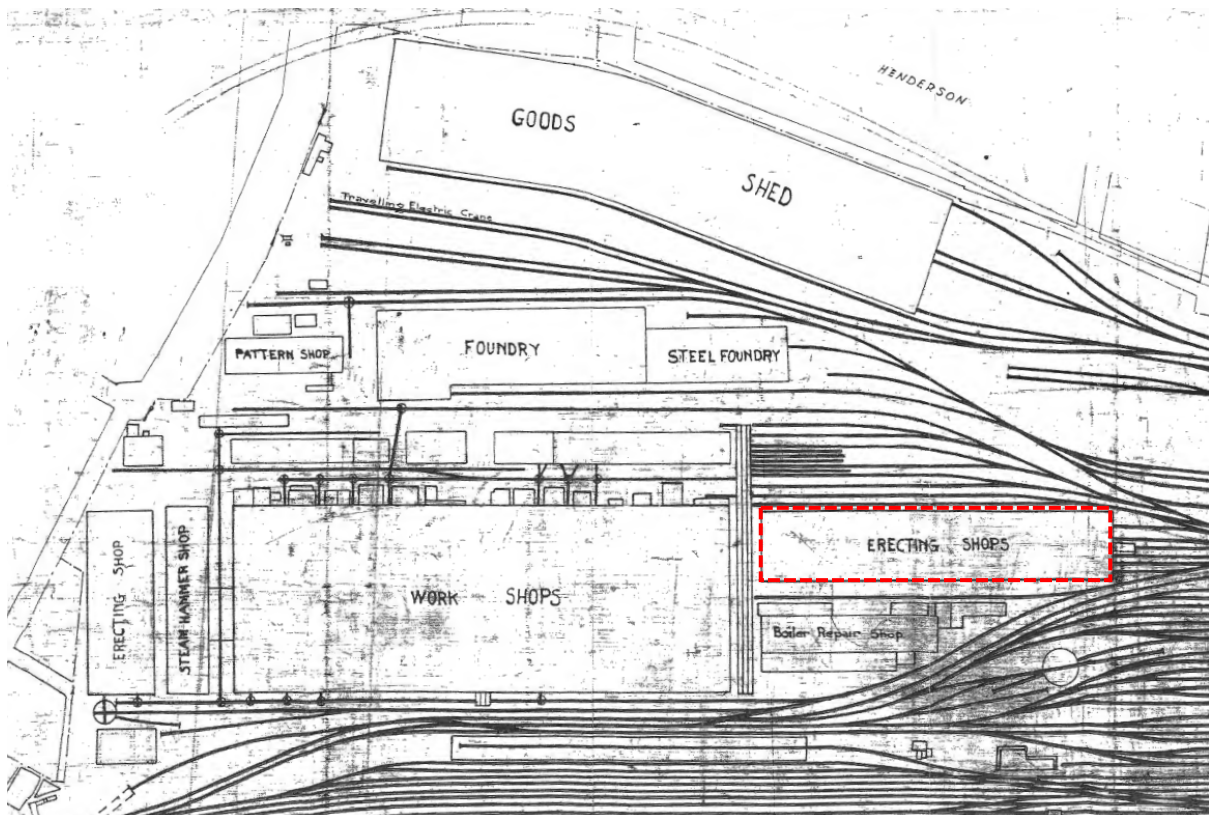 HENDERSON
GOODS
SHED
Travelling Electric Crane
PATTERN SHOP
FOUNDRY
STEEL FOUNDRY
ERECTING SHOP
STEAM HAMMER SHOP
WORK SHOPS
ERECTING SHOPS
Boiler Repair Shop